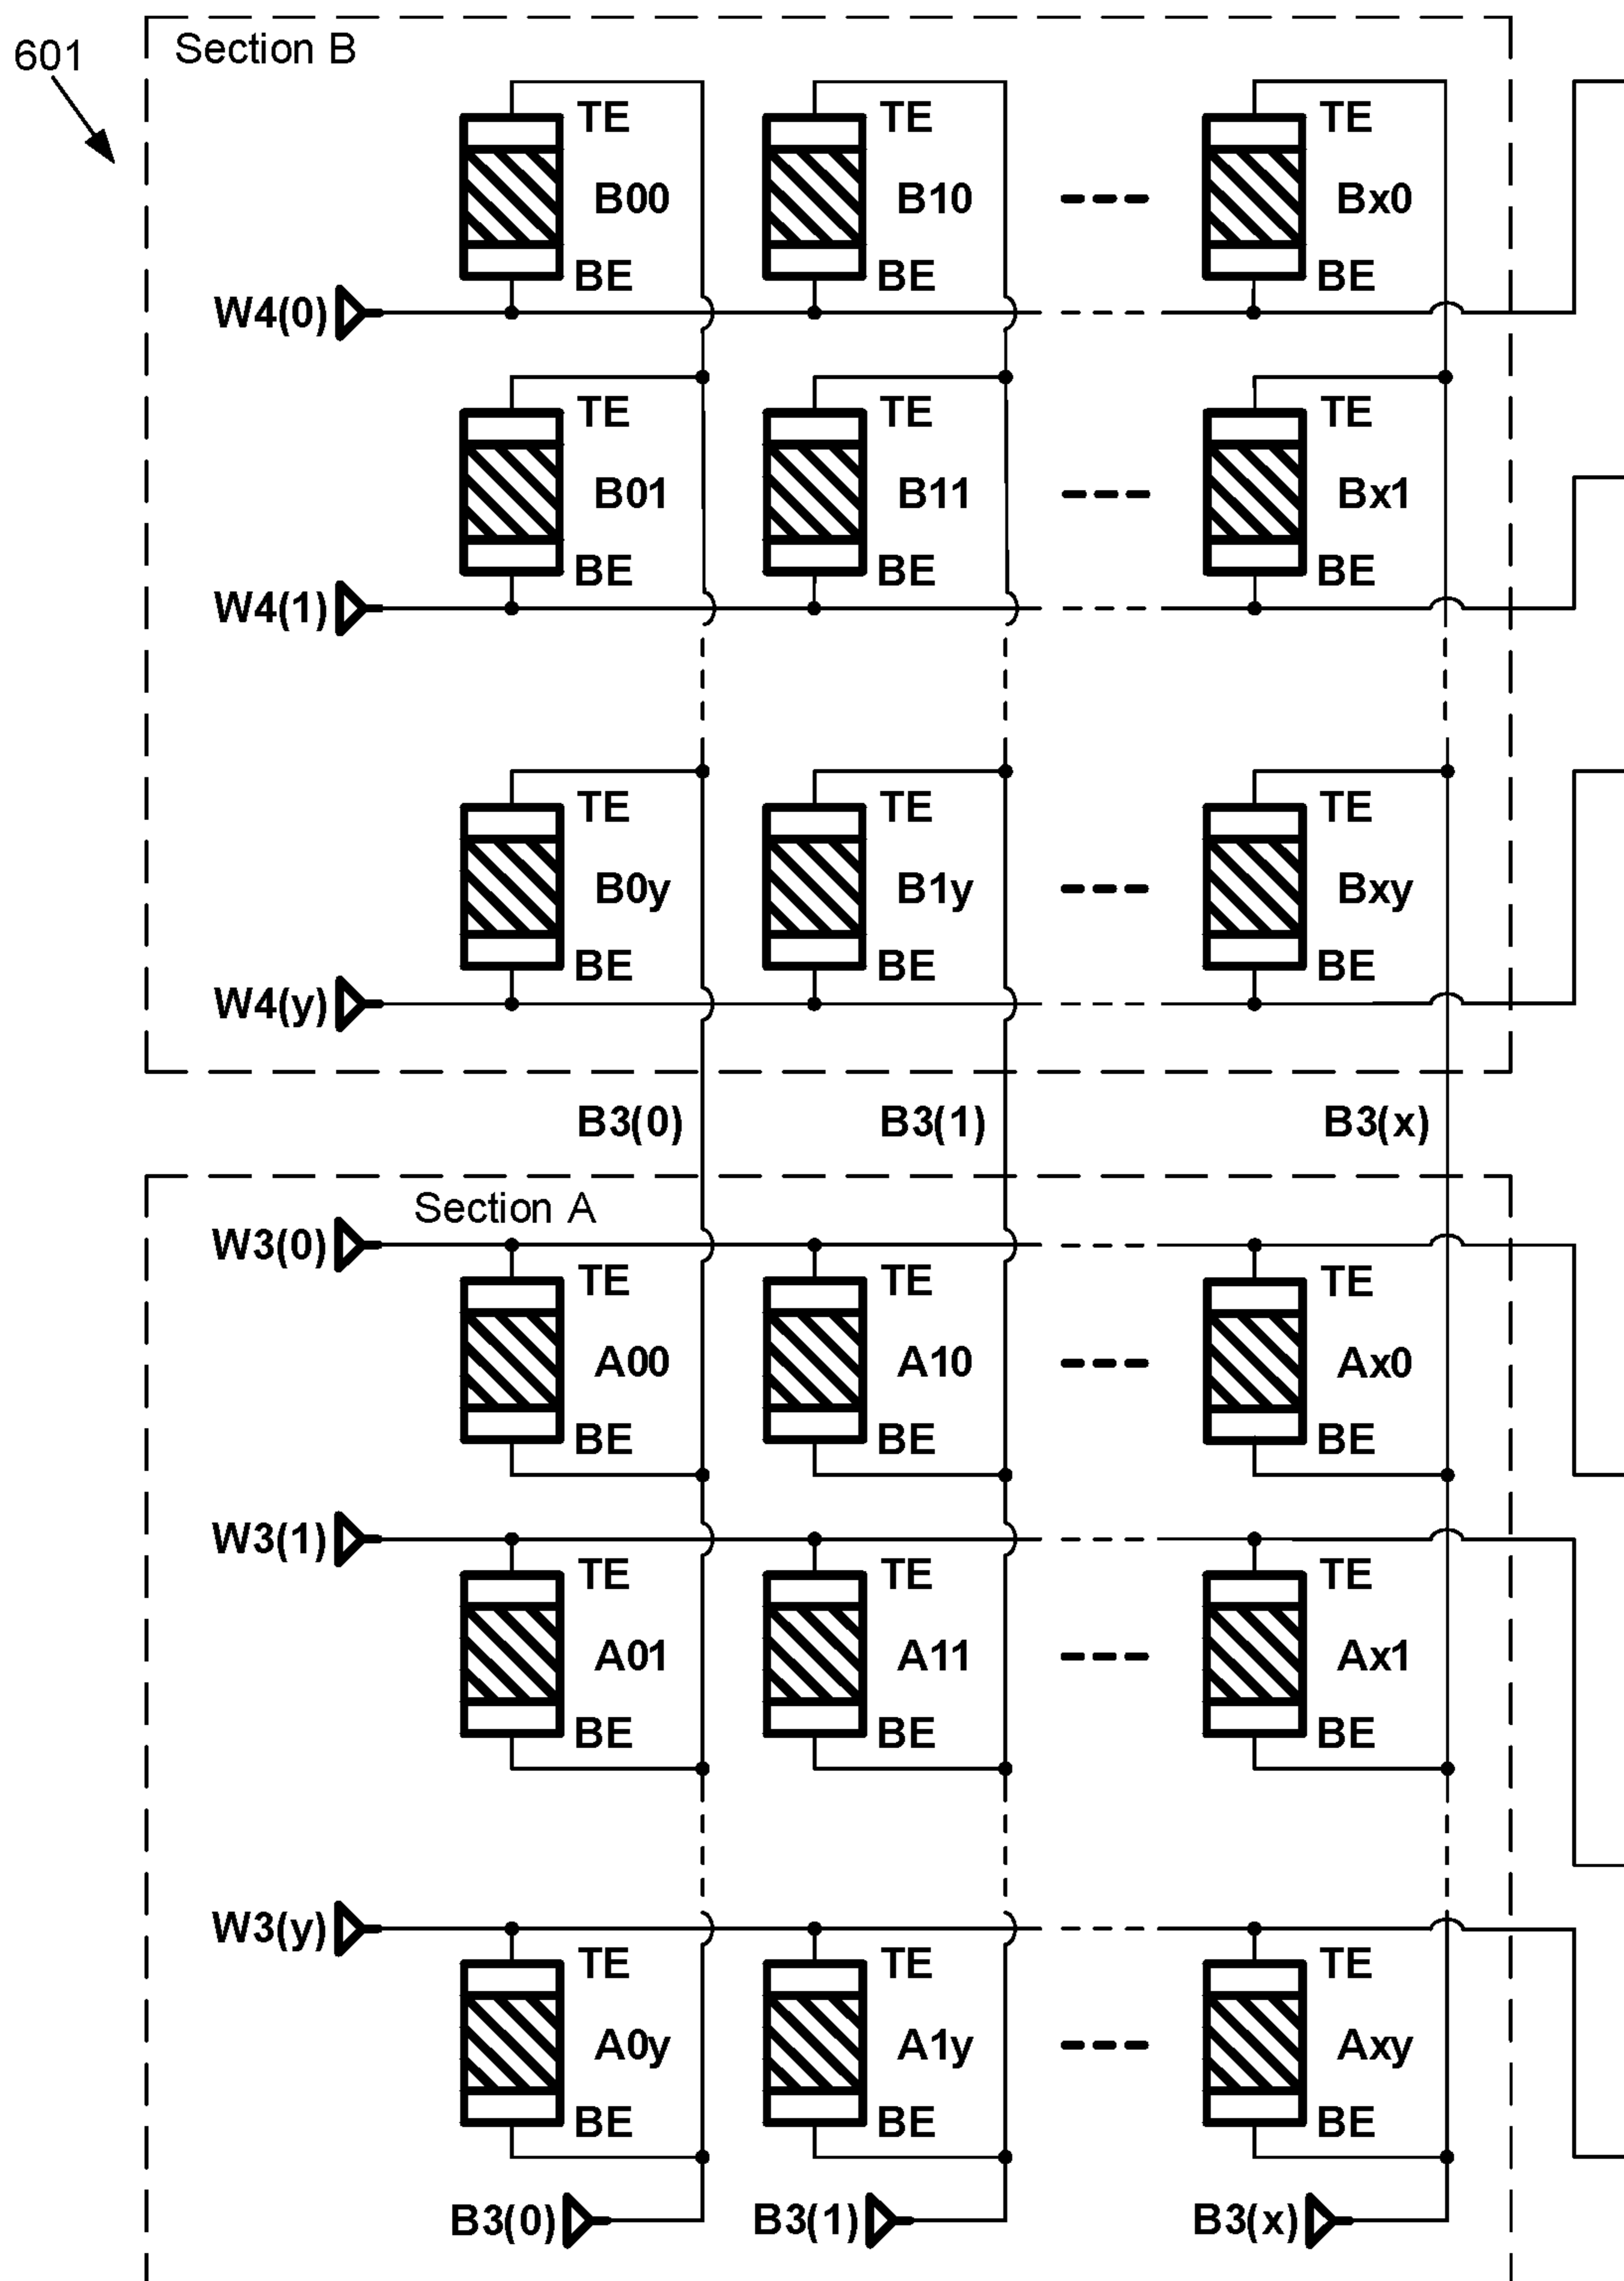 601
Section B
TE TE TE
B00 B10 Bx0
BE BE BE
W4(0)
TE TE TE
B01 B11 Bx1
BE BE BE
W4(1)
TE TE TE
B0y B1y Bxy
BE BE BE
W4(y)
B3(0) B3(1) B3(x)
Section A
W3(0)
TE TE TE
A00 A10 Ax0
BE BE BE
W3(1)
TE TE TE
A01 A11 Ax1
BE BE BE
W3(y)
TE TE TE
A0y A1y Axy
BE BE BE
B3(0) B3(1) B3(x)